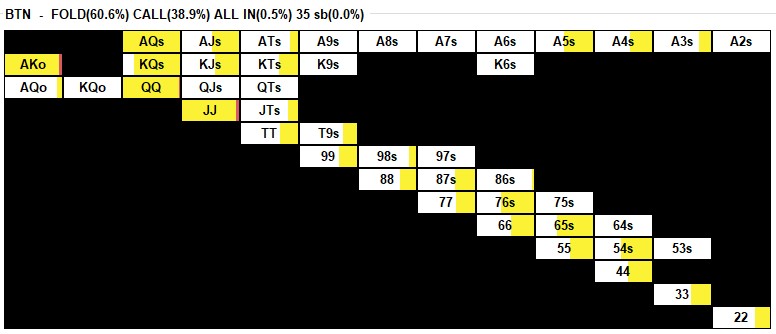 BTN - FOLD(60.6%) CALL(38.9%) ALL IN(0.5%) 35 sb(0.0%)
AQs AJs ATs A9s A8s A7s A6s A5s A4s A3s A2s
AKo KQs KJs KTs K9s K6s
AQo KQo QQ QJs QTs
JJ JTs
TT T9s
99 98s 97s
88 87s 86s
77 76s 75s
66 65s 64s
55 54s 53s
44
33
22